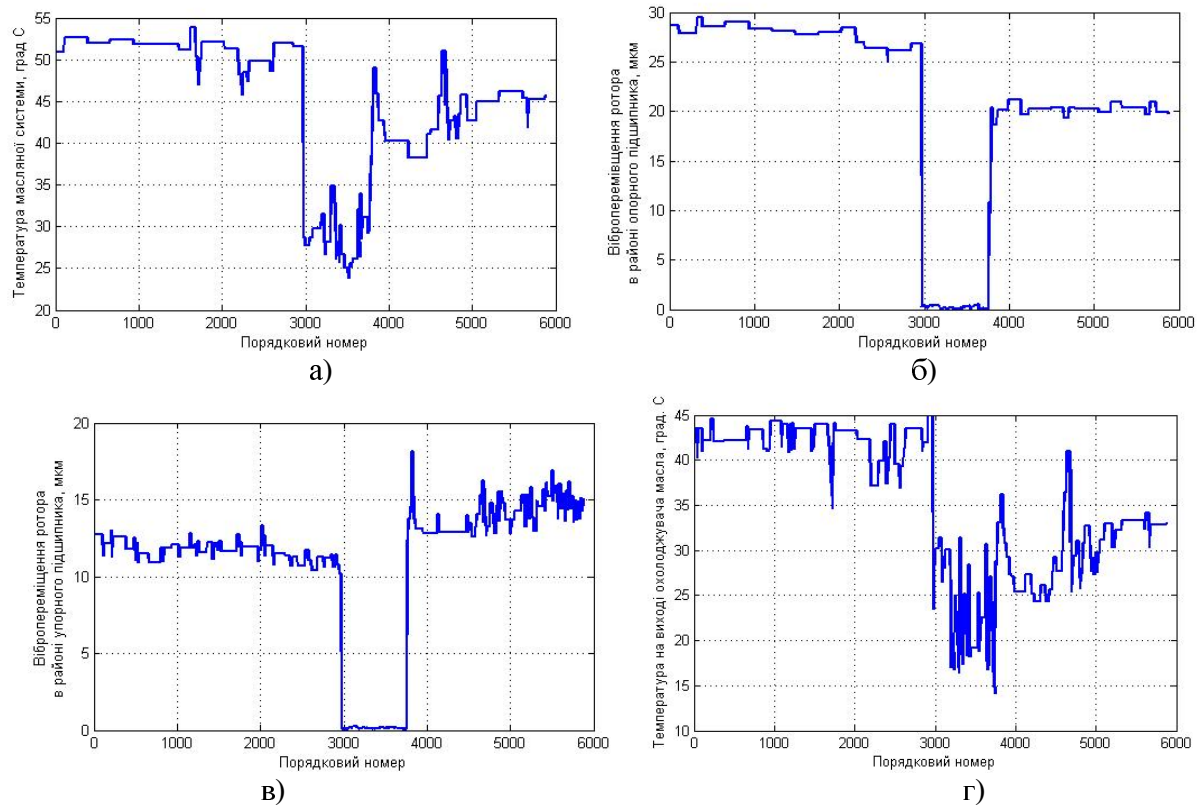 Температура масляної системи, град С
55
50
45
40
35
30
25
20
0 1000 2000 3000 4000 5000 6000
Порядковий номер
а)
Вібропереміщення ротора
в районі опорного підшипника, мкм
30
25
20
15
10
5
0
0 1000 2000 3000 4000 5000 6000
Порядковий номер
б)
Вібропереміщення ротора
в районі упорного підшипника, мкм
20
15
10
5
0
0 1000 2000 3000 4000 5000 6000
Порядковий номер
в)
Температура на виході охолоджувача масла, град. С
45
40
35
30
25
20
15
10
0 1000 2000 3000 4000 5000 6000
Порядковий номер
г)